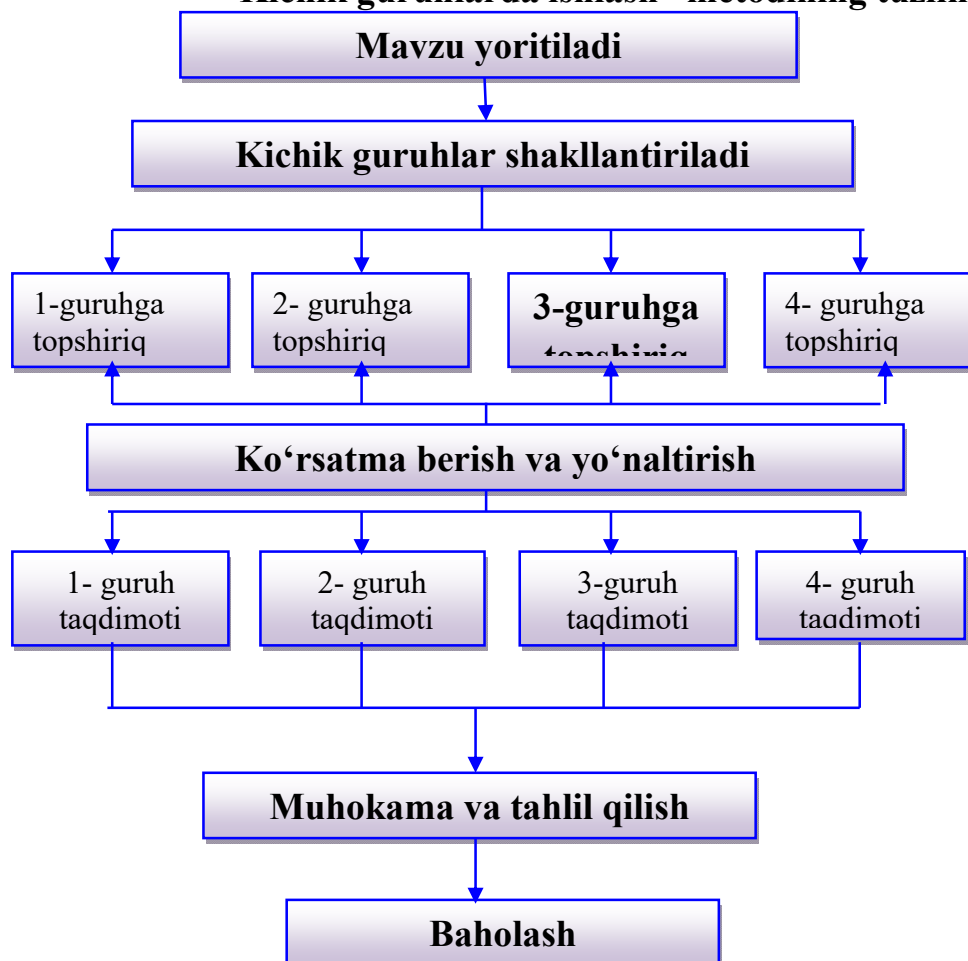 Mavzu yoritiladi
Kichik guruhlar shakllantiriladi
1-guruhga
topshiriq
2- guruhga
topshiriq
3-guruhga
topshiriq
4- guruhga
topshiriq
Ko‘rsatma berish va yo‘naltirish
1- guruh
taqdimoti
2- guruh
taqdimoti
3-guruh
taqdimoti
4- guruh
taqdimoti
Muhokama va tahlil qilish
Baholash